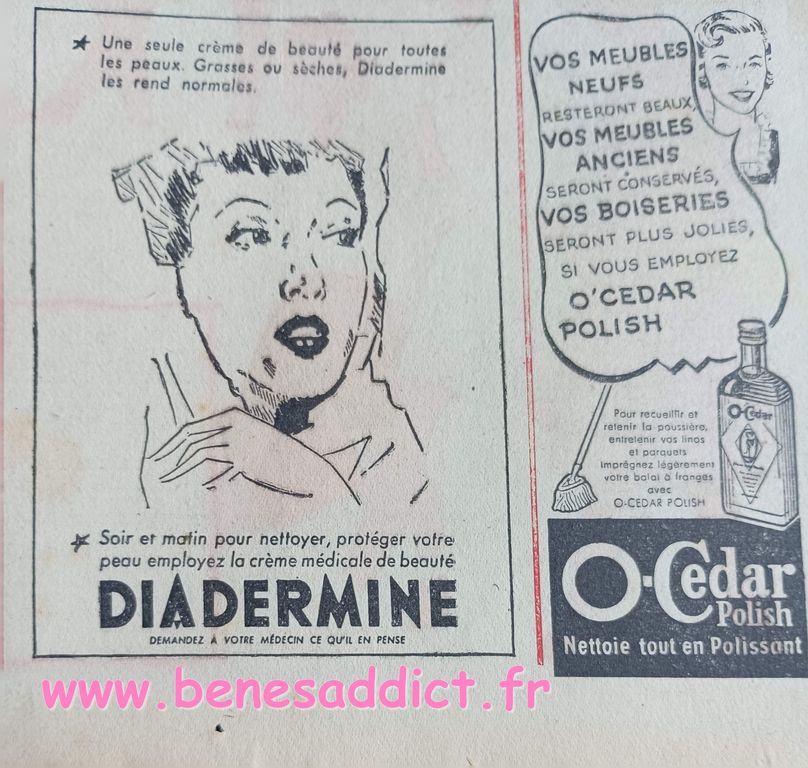 Une seule crème de beauté pour toutes
les peaux. Grasses ou sèches, Diadermine
les rend normales.
Soir et matin pour nettoyer, protéger votre
peau employez la crème médicale de beauté
DIADERMINE
DEMANDEZ A VOTRE MÉDECIN CE QU'IL EN PENSE
VOS MEUBLES
NEUFS
RESTERONT BEAUX,
VOS MEUBLES
ANCIENS
SERONT CONSERVÉS,
VOS BOISERIES
SERONT PLUS JOLIES,
SI VOUS EMPLOYEZ
O'CEDAR
POLISH
Pour recueillir et
retenir la poussière,
entretenir vos linos
et parquets
imprégnez légèrement
votre balai à franges
avec
O-CEDAR POLISH
O-Cedar
O-Cedar
Polish
Nettoie tout en Polissant
www.benesaddict.fr